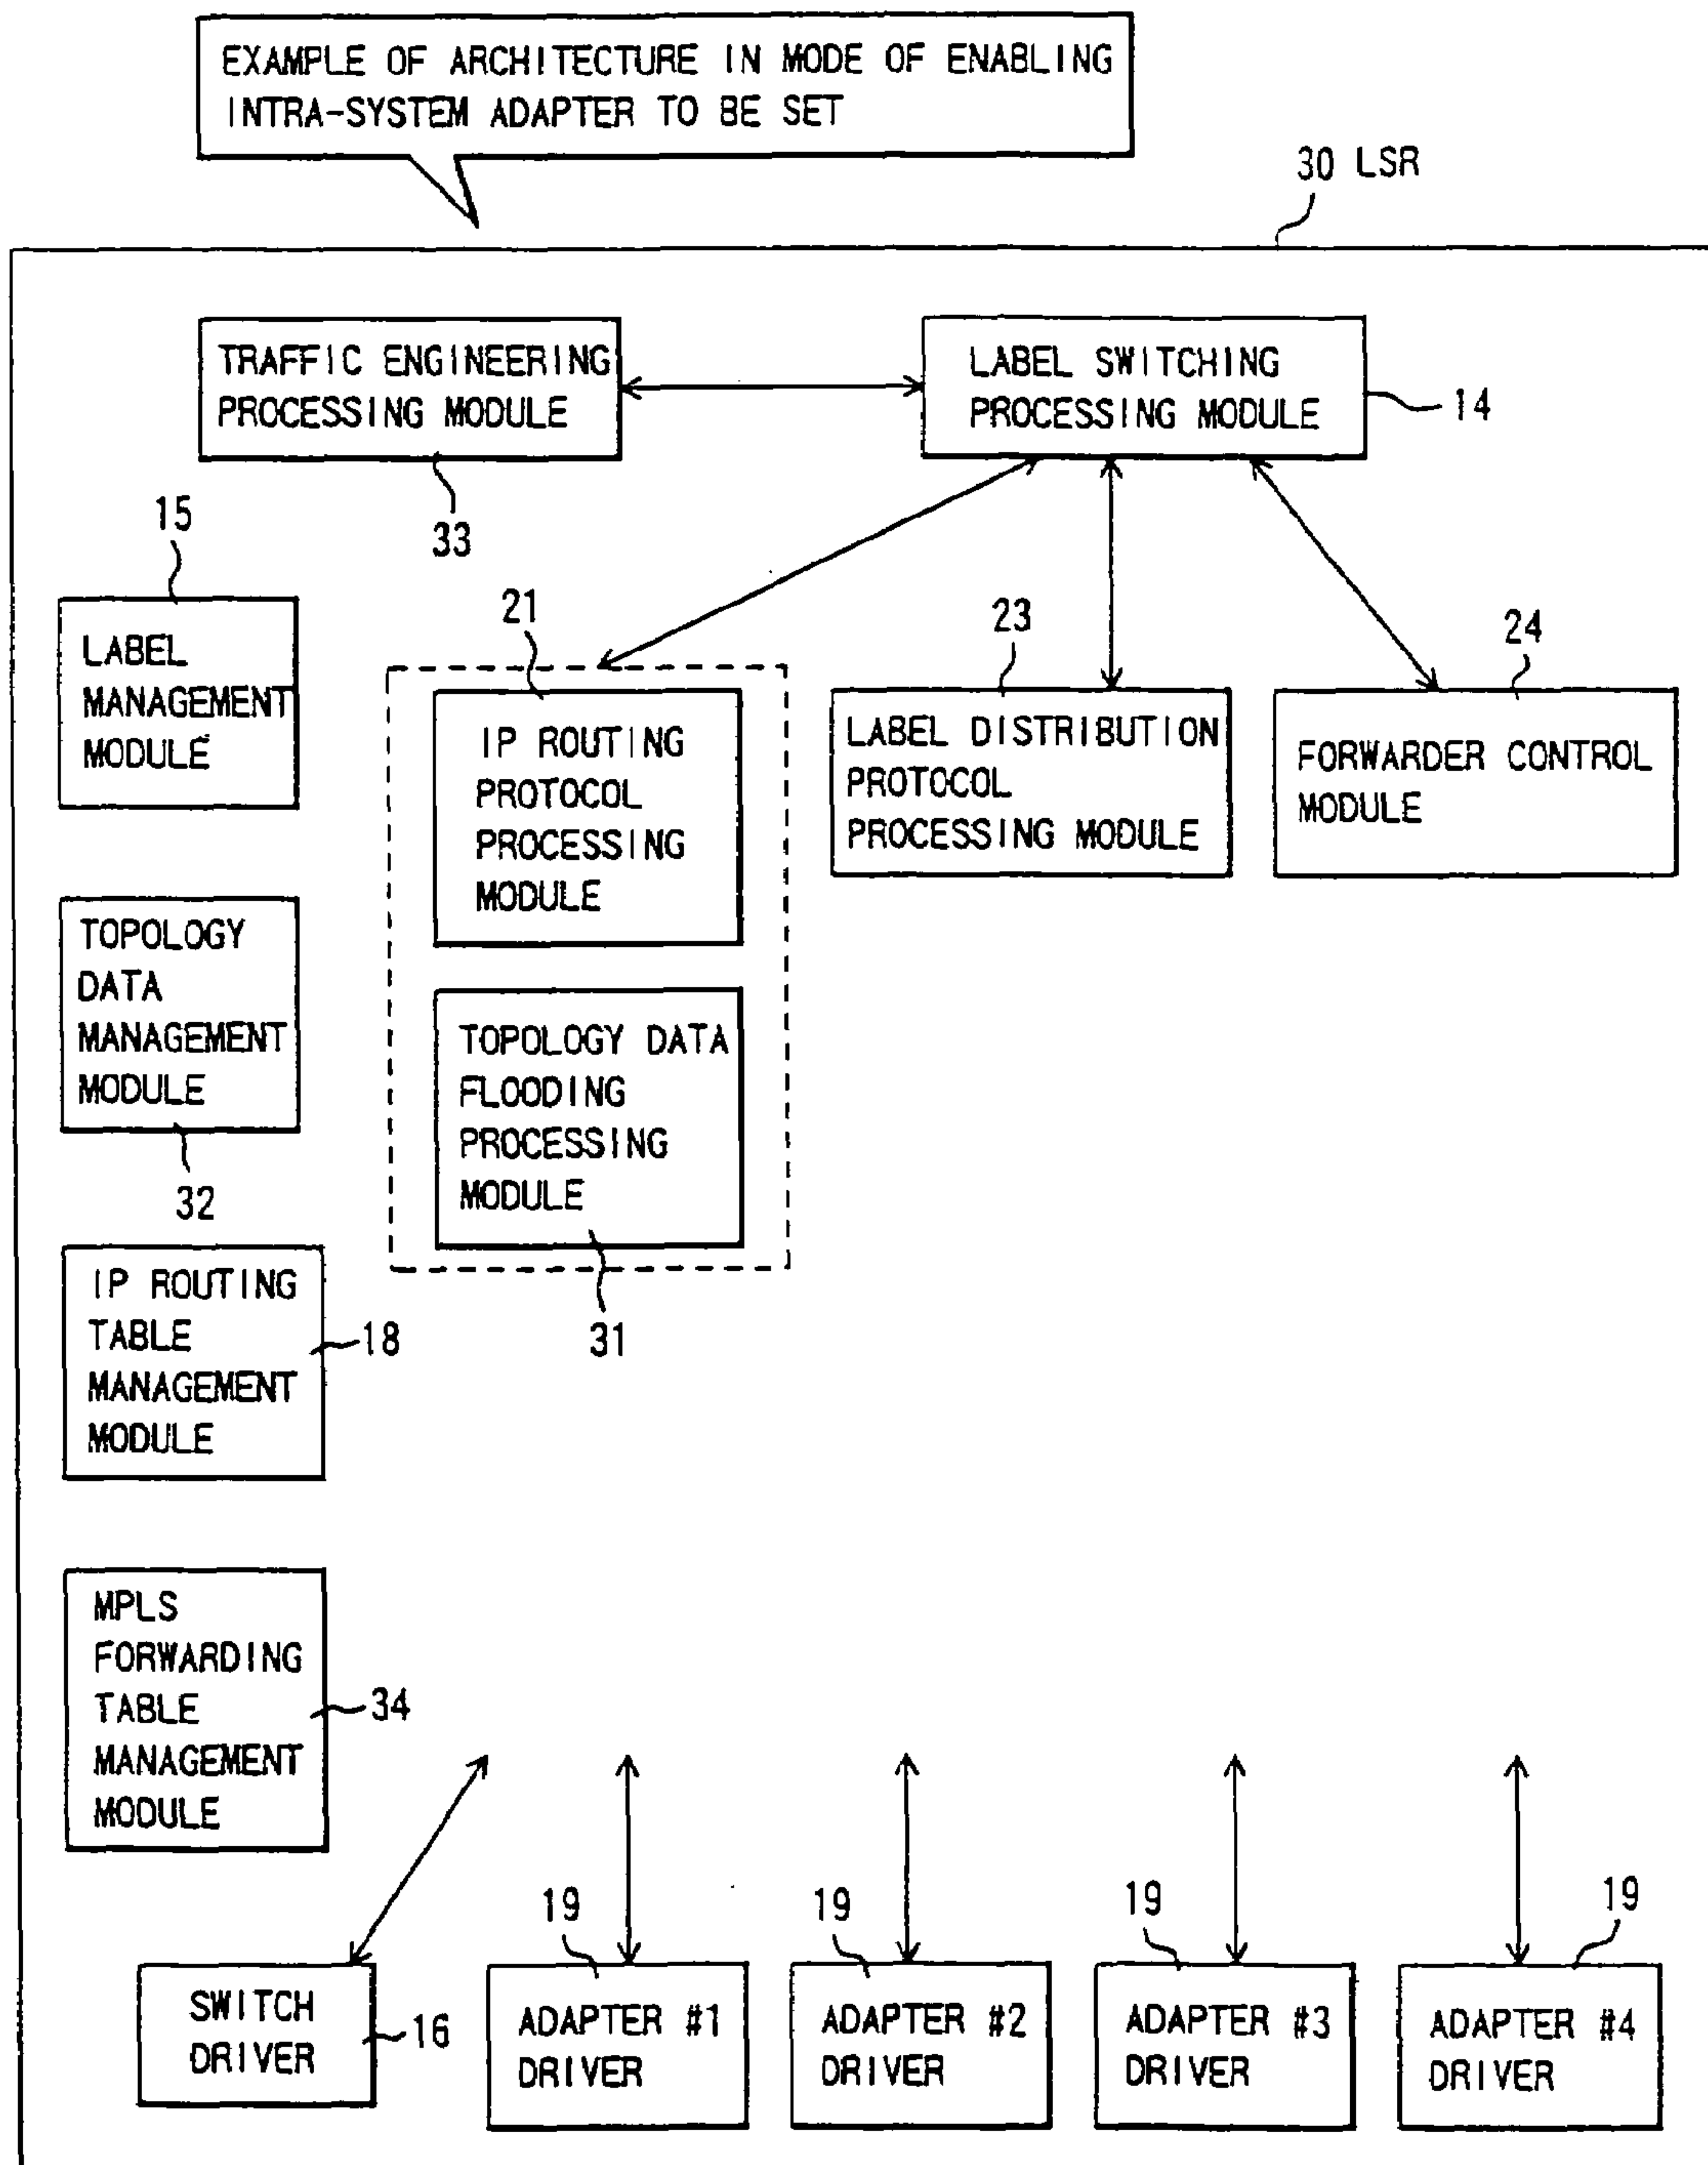 EXAMPLE OF ARCHITECTURE IN MODE OF ENABLING
INTRA-SYSTEM ADAPTER TO BE SET
30 LSR
TRAFFIC ENGINEERING
PROCESSING MODULE
33
LABEL SWITCHING
PROCESSING MODULE
14
15
LABEL
MANAGEMENT
MODULE
21
IP ROUTING
PROTOCOL
PROCESSING
MODULE
23
LABEL DISTRIBUTION
PROTOCOL
PROCESSING MODULE
24
FORWARDER CONTROL
MODULE
TOPOLOGY
DATA
MANAGEMENT
MODULE
32
TOPOLOGY DATA
FLOODING
PROCESSING
MODULE
31
IP ROUTING
TABLE
MANAGEMENT
MODULE
18
MPLS
FORWARDING
TABLE
MANAGEMENT
MODULE
34
SWITCH
DRIVER
16
19
ADAPTER #1
DRIVER
19
ADAPTER #2
DRIVER
19
ADAPTER #3
DRIVER
19
ADAPTER #4
DRIVER